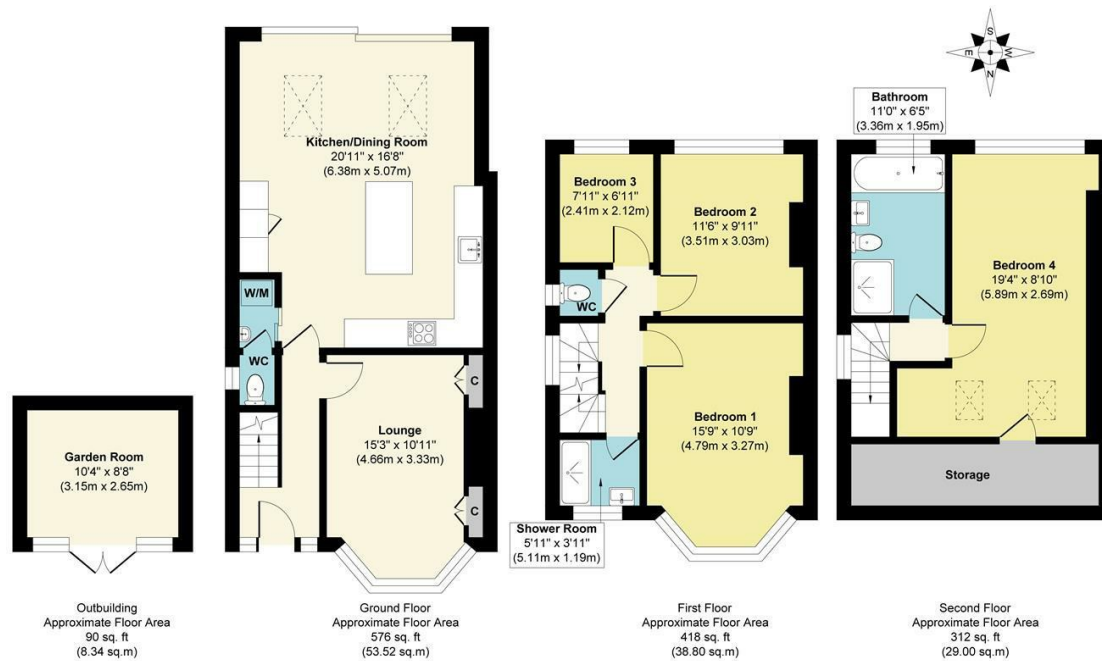 S
E
W
N
Kitchen/Dining Room
20'11" x 16'8"
(6.38m x 5.07m)
W/M
WC
Lounge
15'3" x 10'11"
(4.66m x 3.33m)
C
C
Garden Room
10'4" x 8'8"
(3.15m x 2.65m)
Bedroom 3
7'11" x 6'11"
(2.41m x 2.12m)
Bedroom 2
11'6" x 9'11"
(3.51m x 3.03m)
WC
Bedroom 1
15'9" x 10'9"
(4.79m x 3.27m)
Shower Room
5'11" x 3'11"
(5.11m x 1.19m)
Bathroom
11'0" x 6'5"
(3.36m x 1.95m)
Bedroom 4
19'4" x 8'10"
(5.89m x 2.69m)
Storage
Outbuilding
Approximate Floor Area
90 sq. ft
(8.34 sq.m)
Ground Floor
Approximate Floor Area
576 sq. ft
(53.52 sq.m)
First Floor
Approximate Floor Area
418 sq. ft
(38.80 sq.m)
Second Floor
Approximate Floor Area
312 sq. ft
(29.00 sq.m)